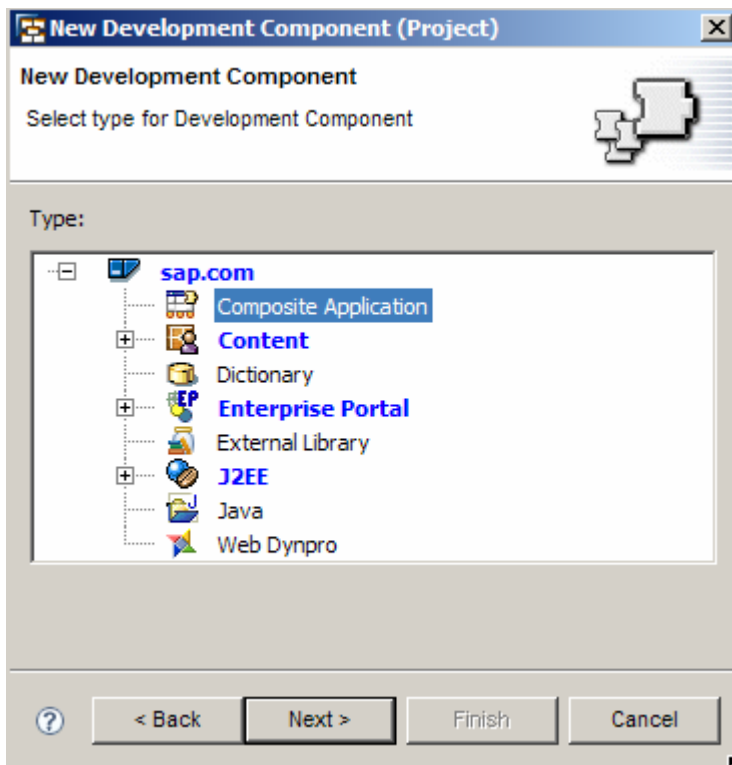 New Development Component (Project)
New Development Component
Select type for Development Component
Type:
sap.com
Composite Application
Content
Dictionary
EP Enterprise Portal
External Library
J2EE
Java
Web Dynpro
? < Back Next > Finish Cancel